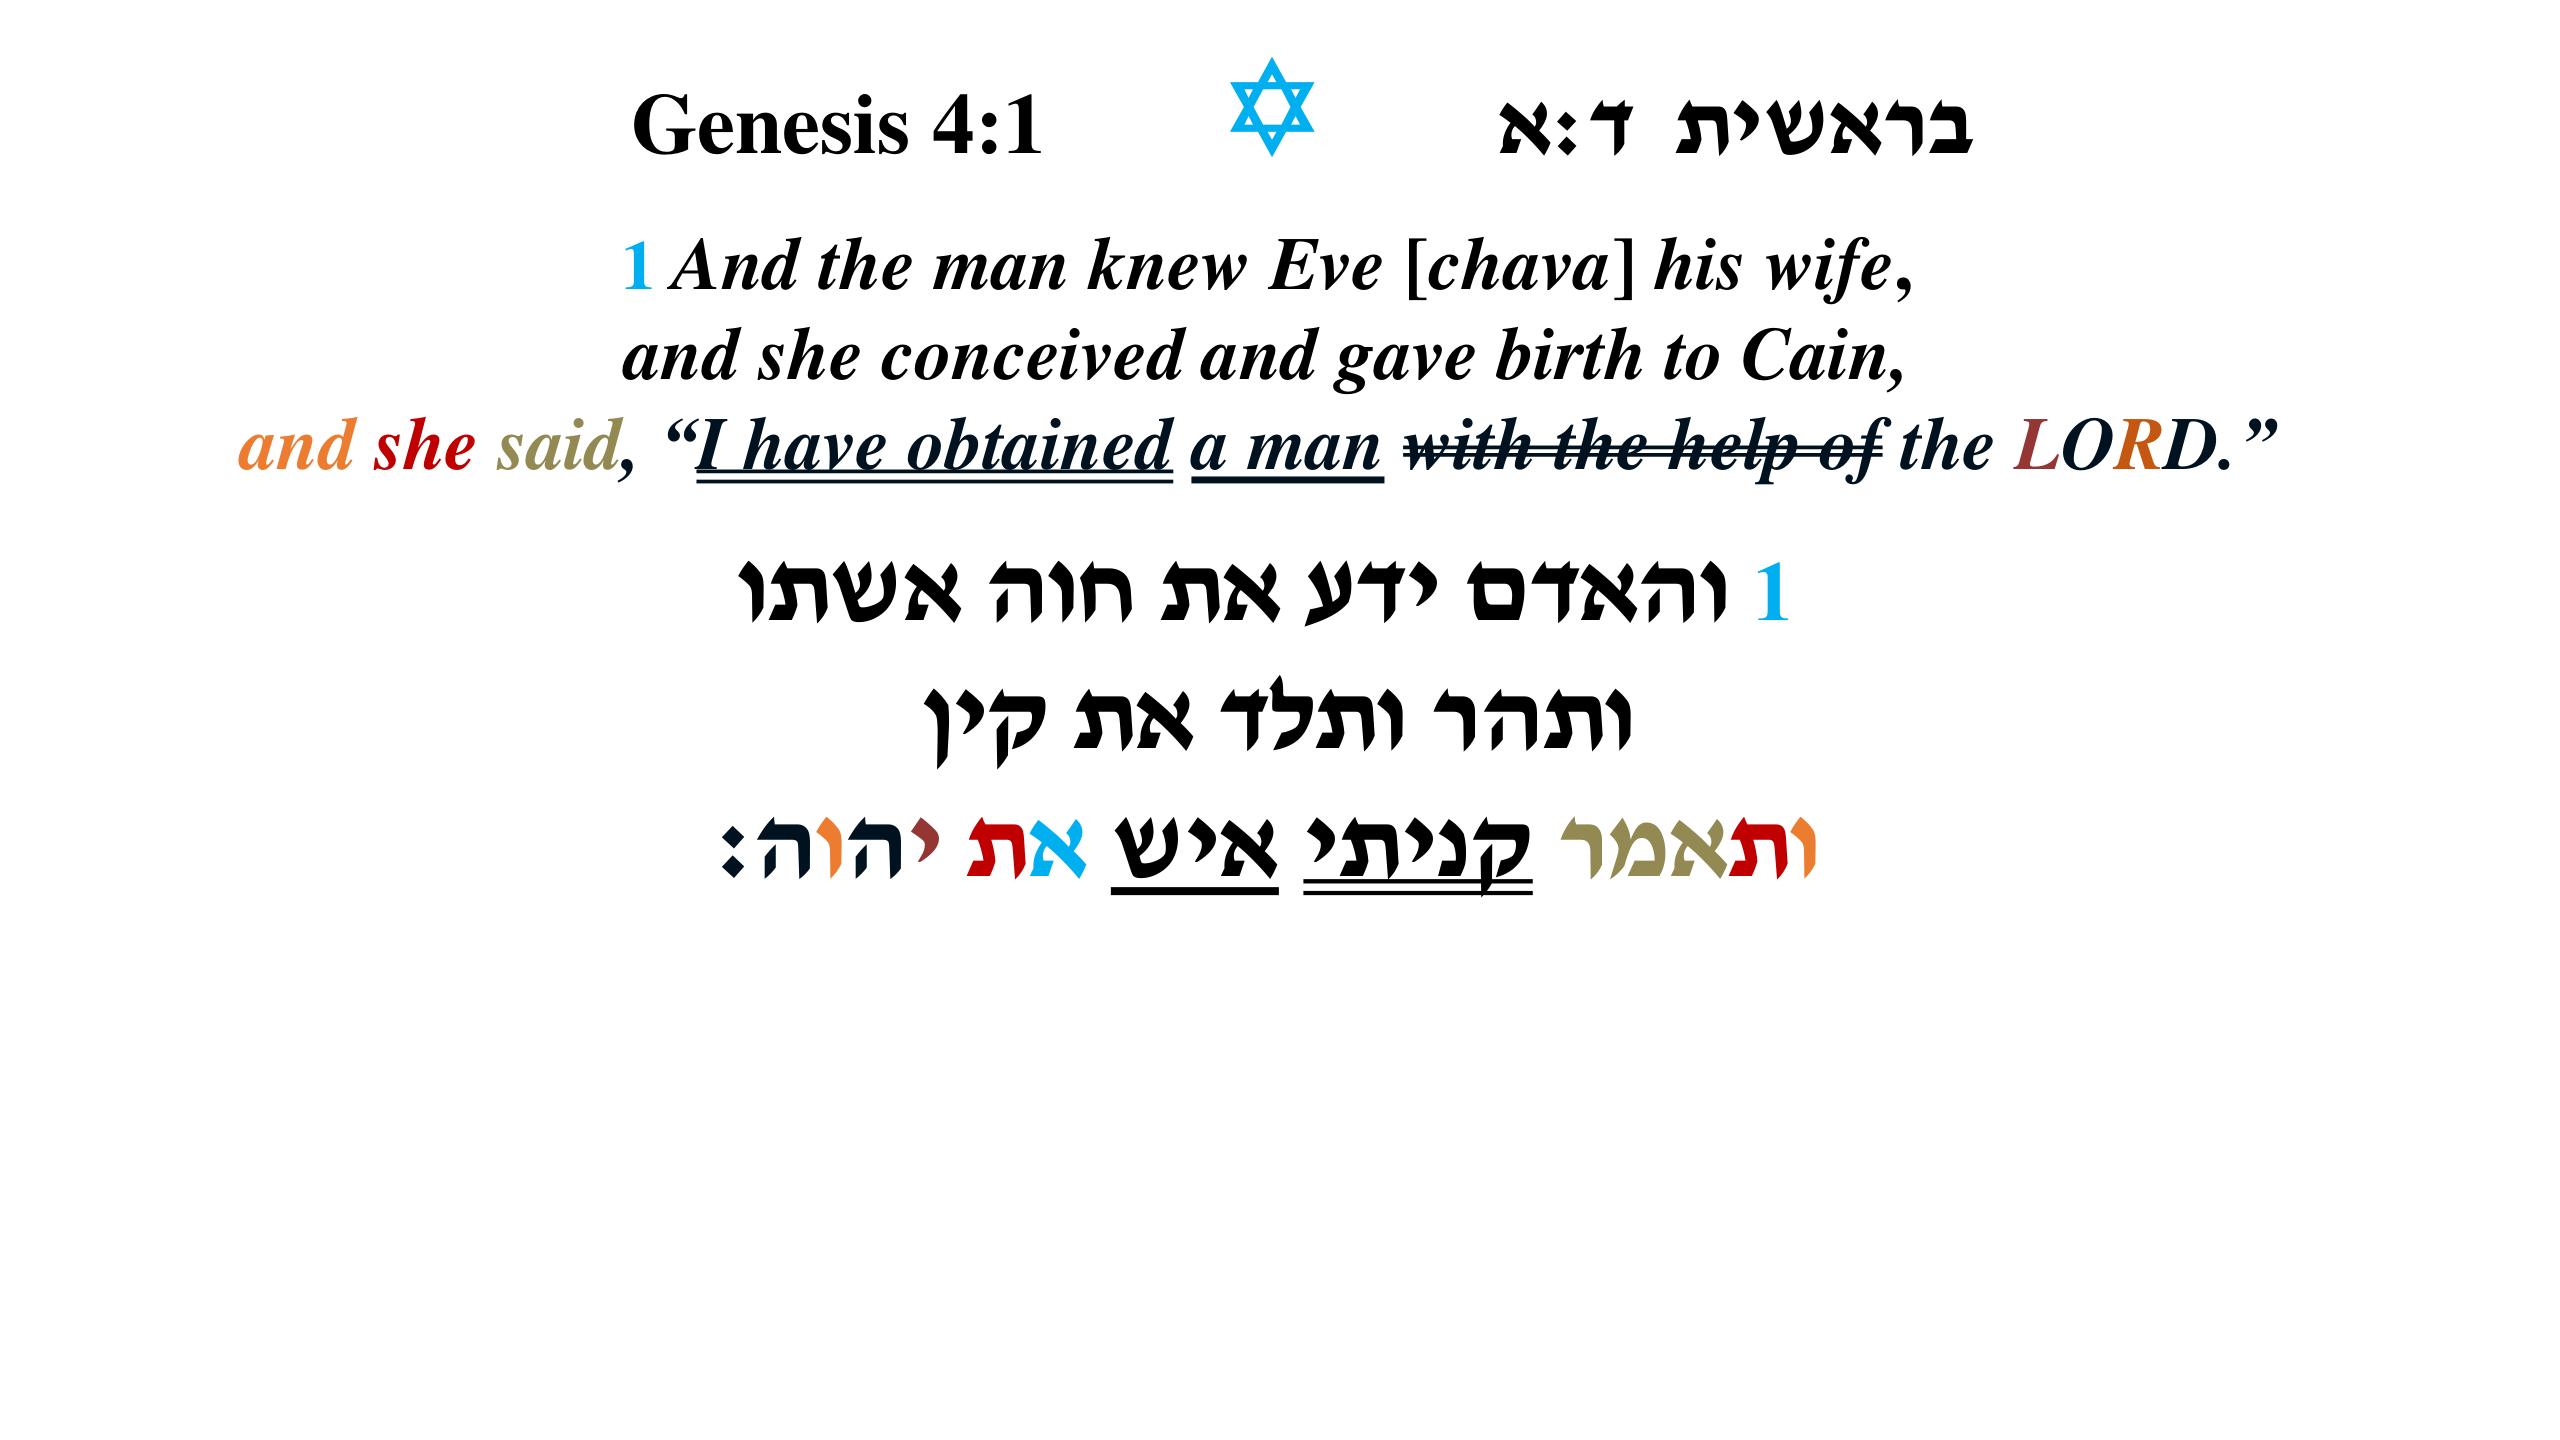 Genesis 4:1 ✡ בראשית ד:א
1 And the man knew Eve [chava] his wife,
and she conceived and gave birth to Cain,
and she said, “I have obtained a man with the help of the LORD.”
1 והאדם ידע את חוה אשתו
ותהר ותלד את קין
ותאמר קניתי איש את יהוה: